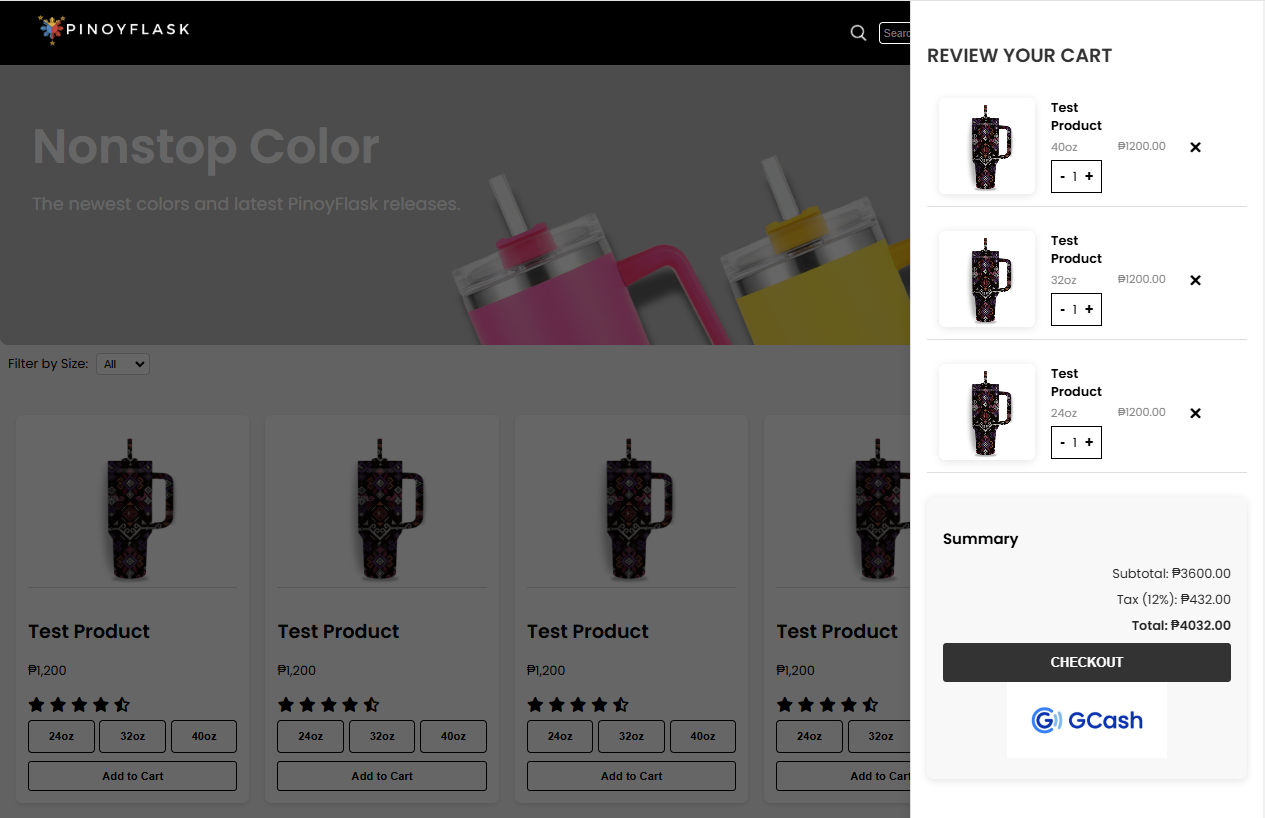 PINOYFLASK
Searc
Nonstop Color
The newest colors and latest PinoyFlask releases.
Filter by Size: All
Test Product
₱1,200
24oz 32oz 40oz
Add to Cart
Test Product
₱1,200
24oz 32oz 40oz
Add to Cart
Test Product
₱1,200
24oz 32oz 40oz
Add to Cart
Test Product
₱1,200
24oz 32oz
Add to Cart
REVIEW YOUR CART
Test
Product
40oz
- 1 +
₱1200.00
×
Test
Product
32oz
- 1 +
₱1200.00
×
Test
Product
24oz
- 1 +
₱1200.00
×
Summary
Subtotal: ₱3600.00
Tax (12%): ₱432.00
Total: ₱4032.00
CHECKOUT
GCash